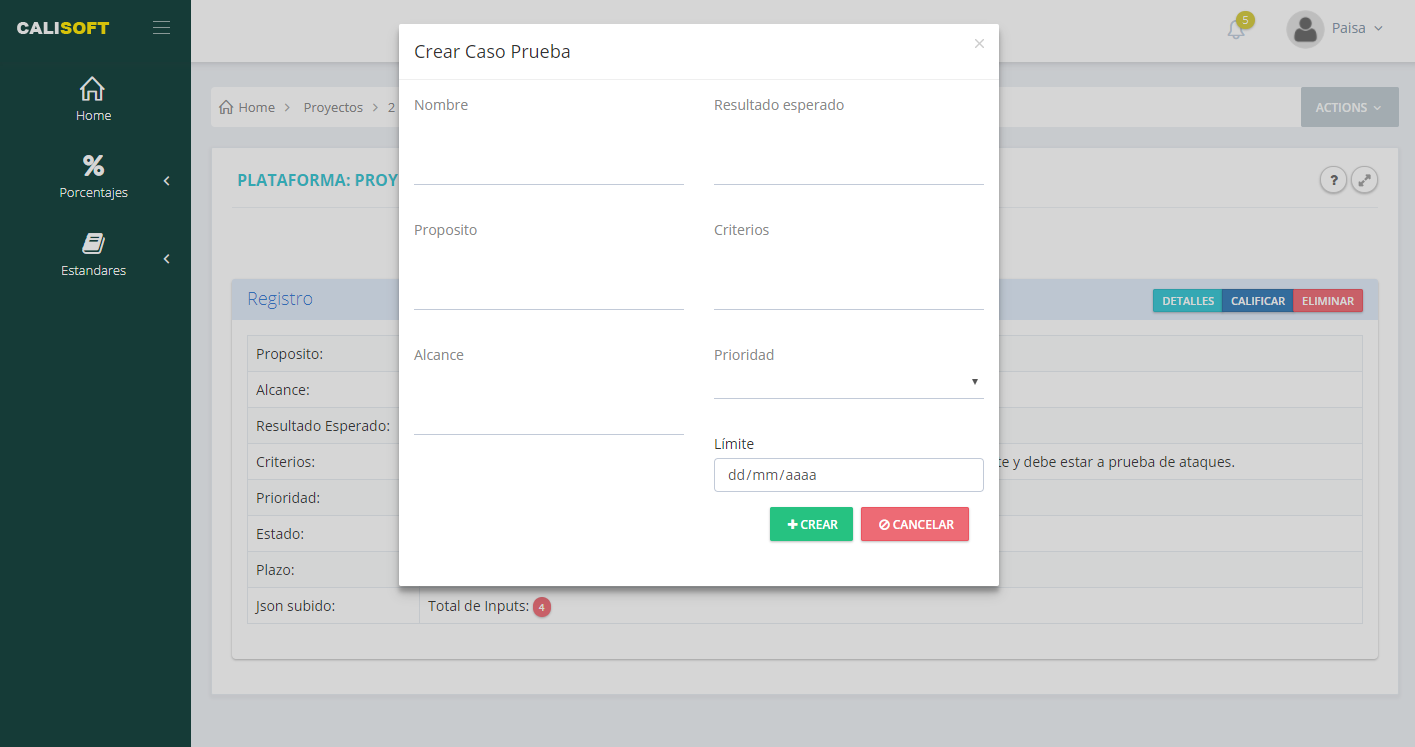 CALISOFT
5
Paisa
Home
Porcentajes
Estandares
Home > Proyectos > 2
ACTIONS
PLATAFORMA: PROY
?
Registro
DETALLES CALIFICAR ELIMINAR
Proposito:
Alcance:
Resultado Esperado:
Criterios:
y debe estar a prueba de ataques.
Prioridad:
Estado:
Plazo:
Json subido:
Total de Inputs: 4
Crear Caso Prueba
×
Nombre
Resultado esperado
Proposito
Criterios
Alcance
Prioridad
Límite
dd/mm/aaaa
CREAR
CANCELAR